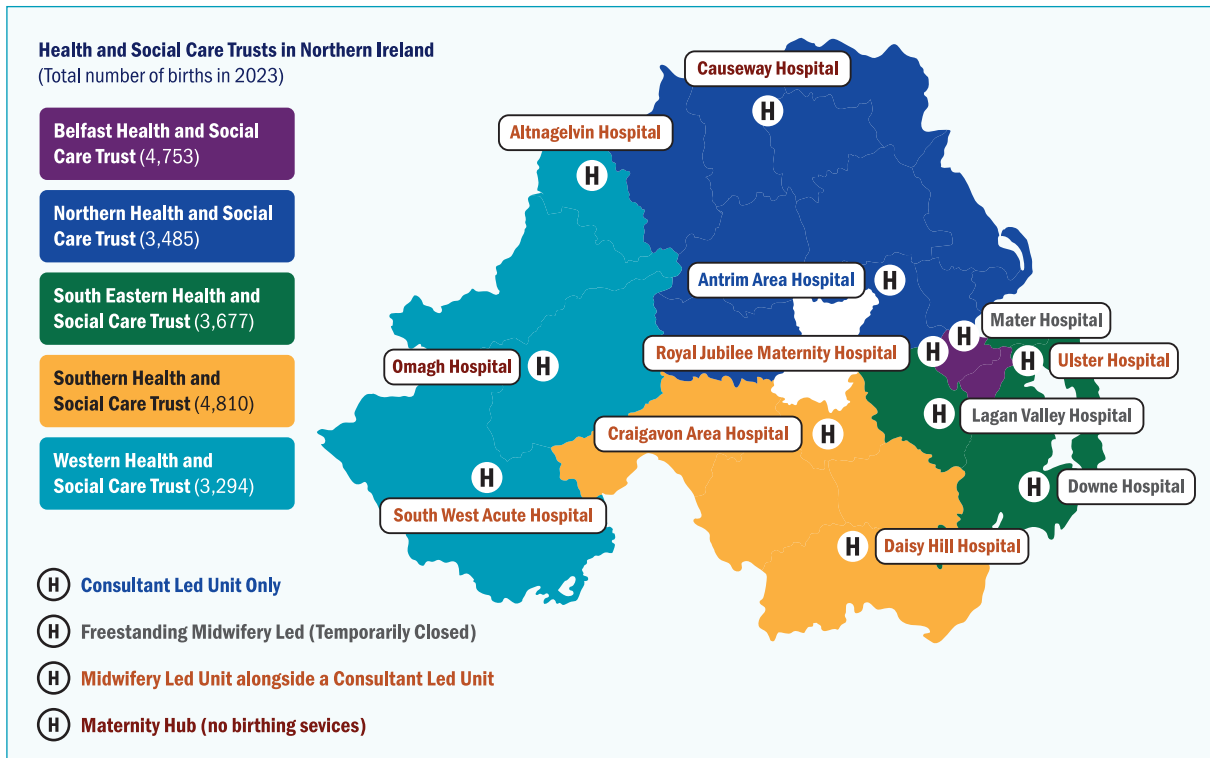 Health and Social Care Trusts in Northern Ireland
(Total number of births in 2023)
Belfast Health and Social
Care Trust (4,753)
Northern Health and Social
Care Trust (3,485)
South Eastern Health and
Social Care Trust (3,677)
Southern Health and
Social Care Trust (4,810)
Western Health and
Social Care Trust (3,294)
Causeway Hospital
H
Altnagelvin Hospital
H
Antrim Area Hospital
H
Mater Hospital
H
Royal Jubilee Maternity Hospital
H
H
Ulster Hospital
Omagh Hospital
H
H
Lagan Valley Hospital
Craigavon Area Hospital
H
H
Downe Hospital
H
South West Acute Hospital
H
Daisy Hill Hospital
H Consultant Led Unit Only
H Freestanding Midwifery Led (Temporarily Closed)
H Midwifery Led Unit alongside a Consultant Led Unit
H Maternity Hub (no birthing sevices)